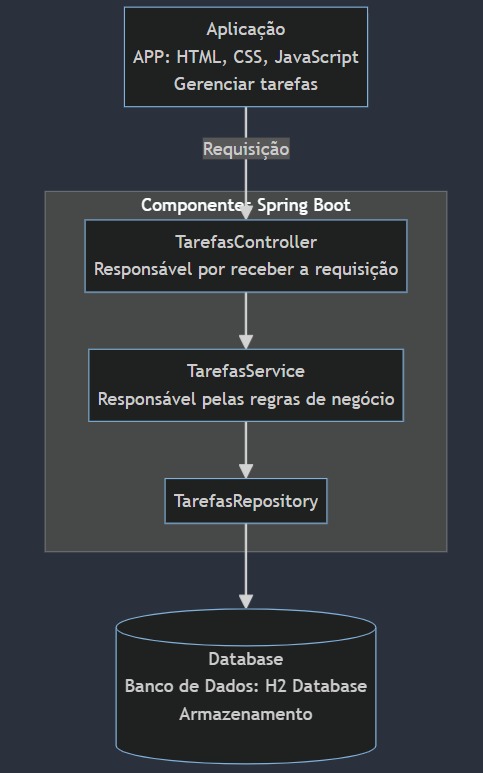 Aplicação
APP: HTML, CSS, JavaScript
Gerenciar tarefas
Requisição
Componentes Spring Boot
TarefasController
Responsável por receber a requisição
TarefasService
Responsável pelas regras de negócio
TarefasRepository
Database
Banco de Dados: H2 Database
Armazenamento